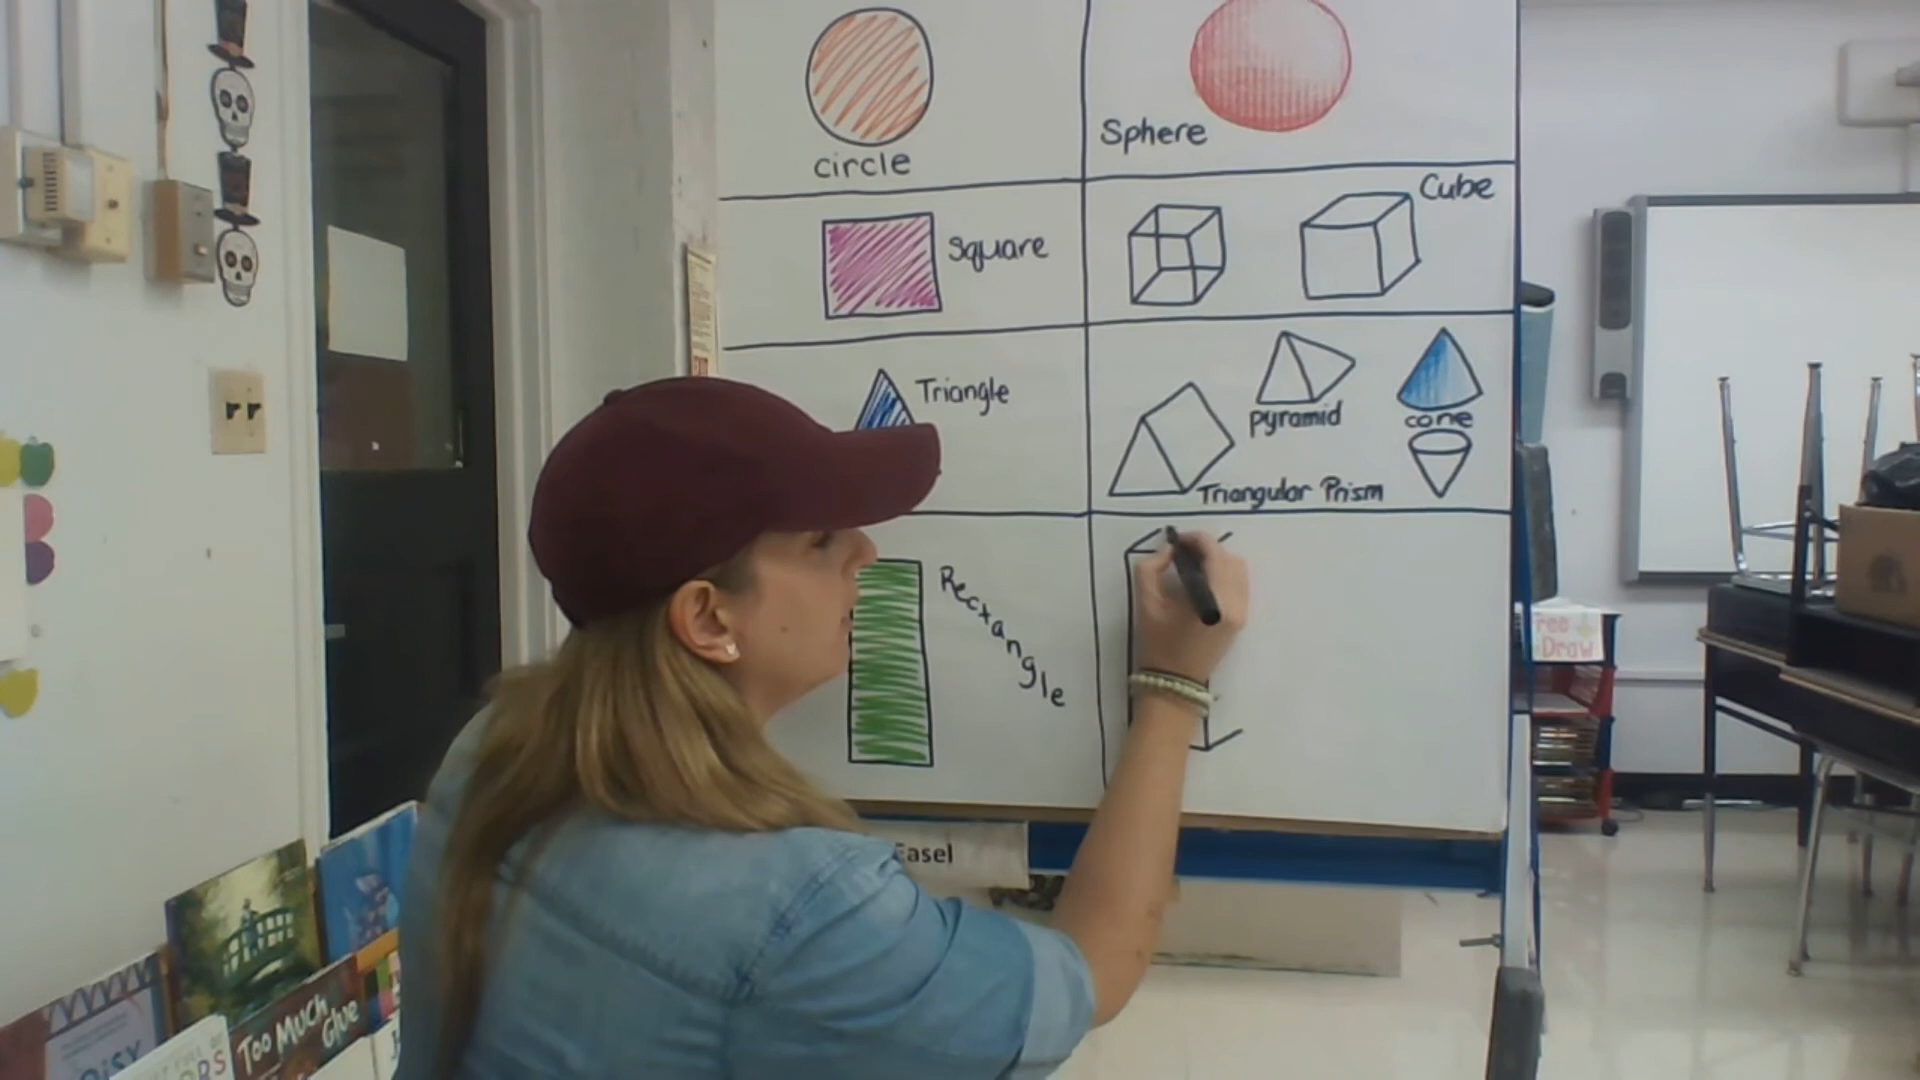 Sphere
circle
Cube
Square
Triangle
pyramid
cone
Triangular Prism
Rectangle
Free
Draw
Easel
Too Much
Glue